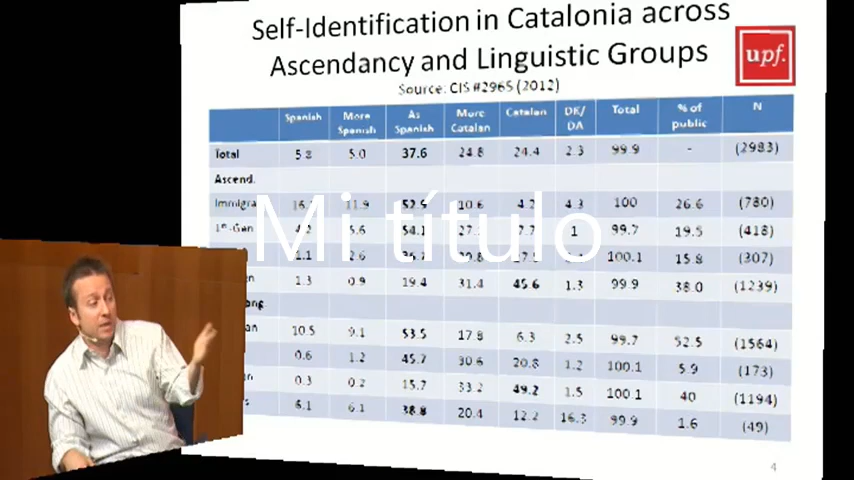 Self-Identification in Catalonia across
Ascendancy and Linguistic Groups
upf.
Source: CIS #2965 (2012)
Spanish More Spanish As Spanish More Catalan Catalan DK/DA Total % of public N
Total 5.0 37.6 24.8 24.4 2.3 99.9 - (2983)
Ascend.
11.9 10.6 4.3 100 26.6 (780)
5.6 54.1 1 99.7 19.5 (418)
1.1 2.6 100.1 15.8 (307)
1.3 0.9 19.4 31.4 45.6 1.3 99.9 38.0 (1239)
10.5 9.1 53.5 17.8 6.3 2.5 99.7 52.5 (1564)
0.6 1.2 45.7 30.6 20.8 1.2 100.1 5.9 (173)
0.3 0.2 15.7 33.2 49.2 1.5 100.1 40 (1194)
6.1 6.1 38.8 20.4 12.2 16.3 99.9 1.6 (49)
Mi título
4